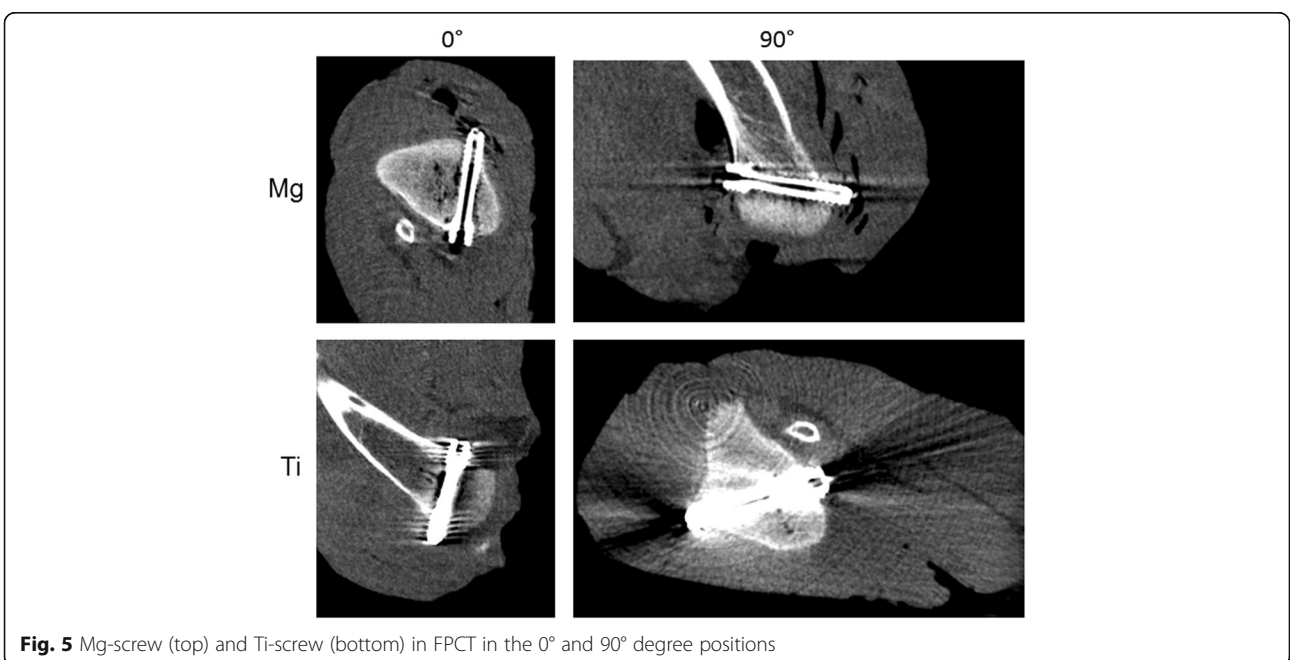 0°
90°
Mg
Ti
Fig. 5 Mg-screw (top) and Ti-screw (bottom) in FPCT in the 0° and 90° degree positions